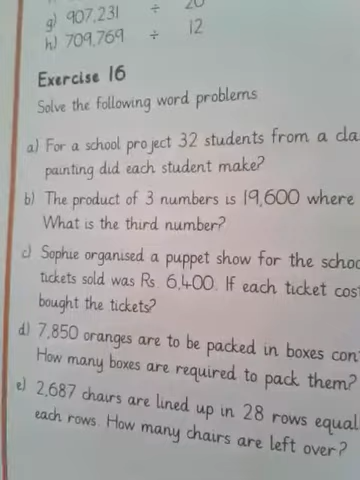 g) 907,231 ÷ 20
h) 709,769 ÷ 12
Exercise 16
Solve the following word problems
a) For a school project 32 students from a cla
painting did each student make?
b) The product of 3 numbers is 19,600 where
What is the third number?
c) Sophie organised a puppet show for the schoo
tickets sold was Rs. 6,400. If each ticket cos
bought the tickets?
d) 7,850 oranges are to be packed in boxes con
How many boxes are required to pack them?
e) 2,687 chairs are lined up in 28 rows equal
each rows. How many chairs are left over?